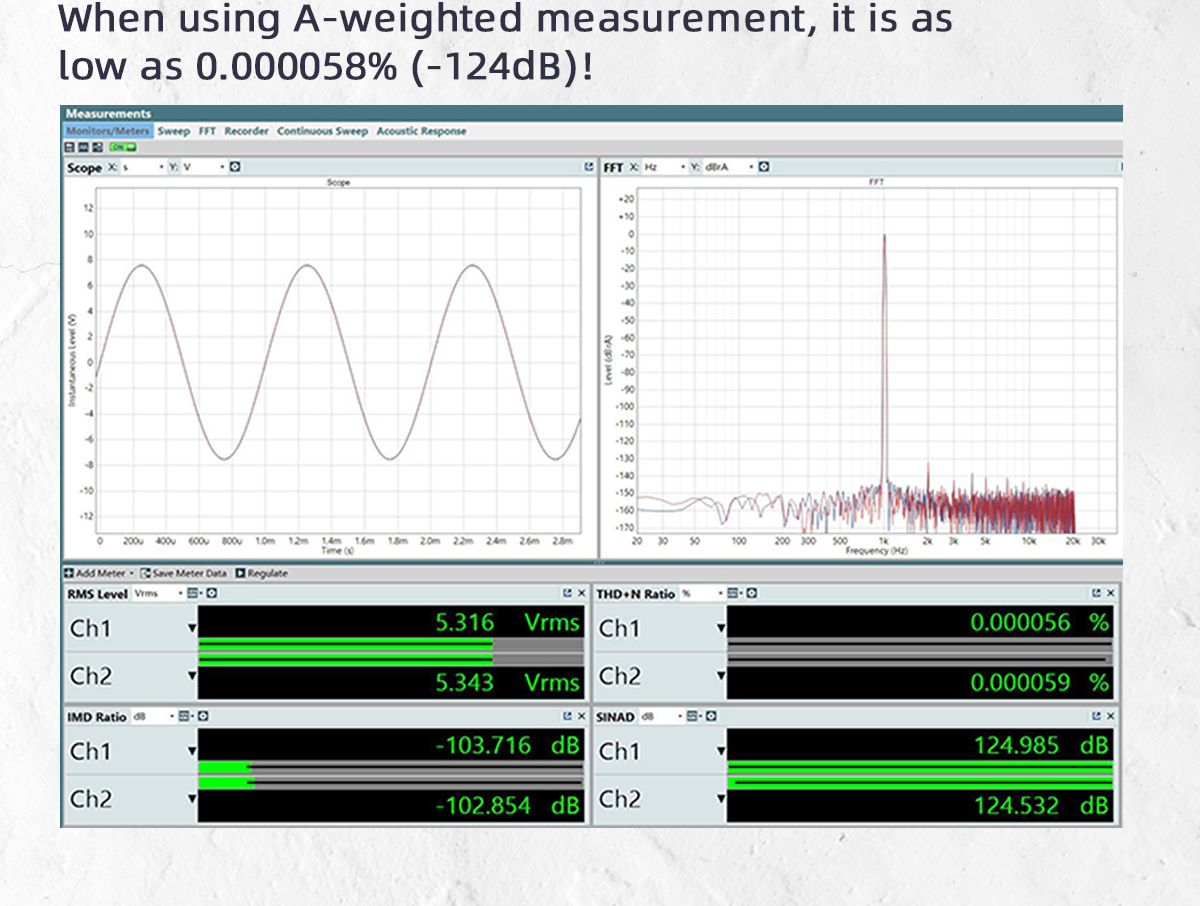 When using A-weighted measurement, it is as
low as 0.000058% (-124dB)!
Measurements
Monitors/Meters Sweep FFT Recorder Continuous Sweep Acoustic Response
ON
Scope X: s Y: V
FFT X: Hz Y: dBrA
Scope
FFT
12
10
8
6
4
2
0
-2
-4
-6
-8
-10
-12
Instantaneous Level (V)
0 200u 400u 600u 800u 1.0m 1.2m 1.4m 1.6m 1.8m 2.0m 2.2m 2.4m 2.6m 2.8m
Time (s)
+20
+10
0
-10
-20
-30
-40
-50
-60
-70
-80
-90
-100
-110
-120
-130
-140
-150
-160
-170
Level (dBrA)
20 30 50 100 200 300 500 1k 2k 3k 5k 10k 20k 30k
Frequency (Hz)
Add Meter Save Meter Data Regulate
RMS Level Vrms
Ch1 5.316 Vrms
Ch2 5.343 Vrms
THD+N Ratio %
Ch1 0.000056 %
Ch2 0.000059 %
IMD Ratio dB
Ch1 -103.716 dB
Ch2 -102.854 dB
SINAD dB
Ch1 124.985 dB
Ch2 124.532 dB